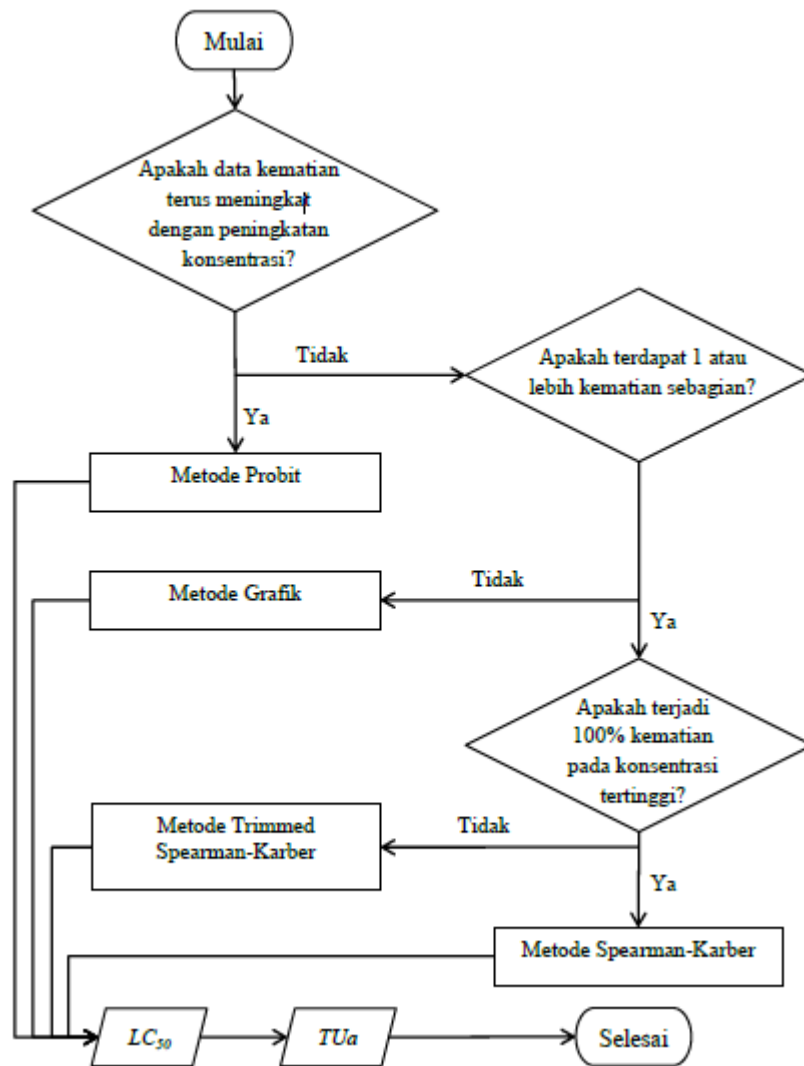 Mulai
Apakah data kematian
terus meningkat
dengan peningkatan
konsentrasi?
Tidak
Apakah terdapat 1 atau
lebih kematian sebagian?
Ya
Metode Probit
Metode Grafik
Tidak
Ya
Apakah terjadi
100% kematian
pada konsentrasi
tertinggi?
Metode Trimmed
Spearman-Karber
Tidak
Ya
Metode Spearman-Karber
LC₅₀
TUa
Selesai